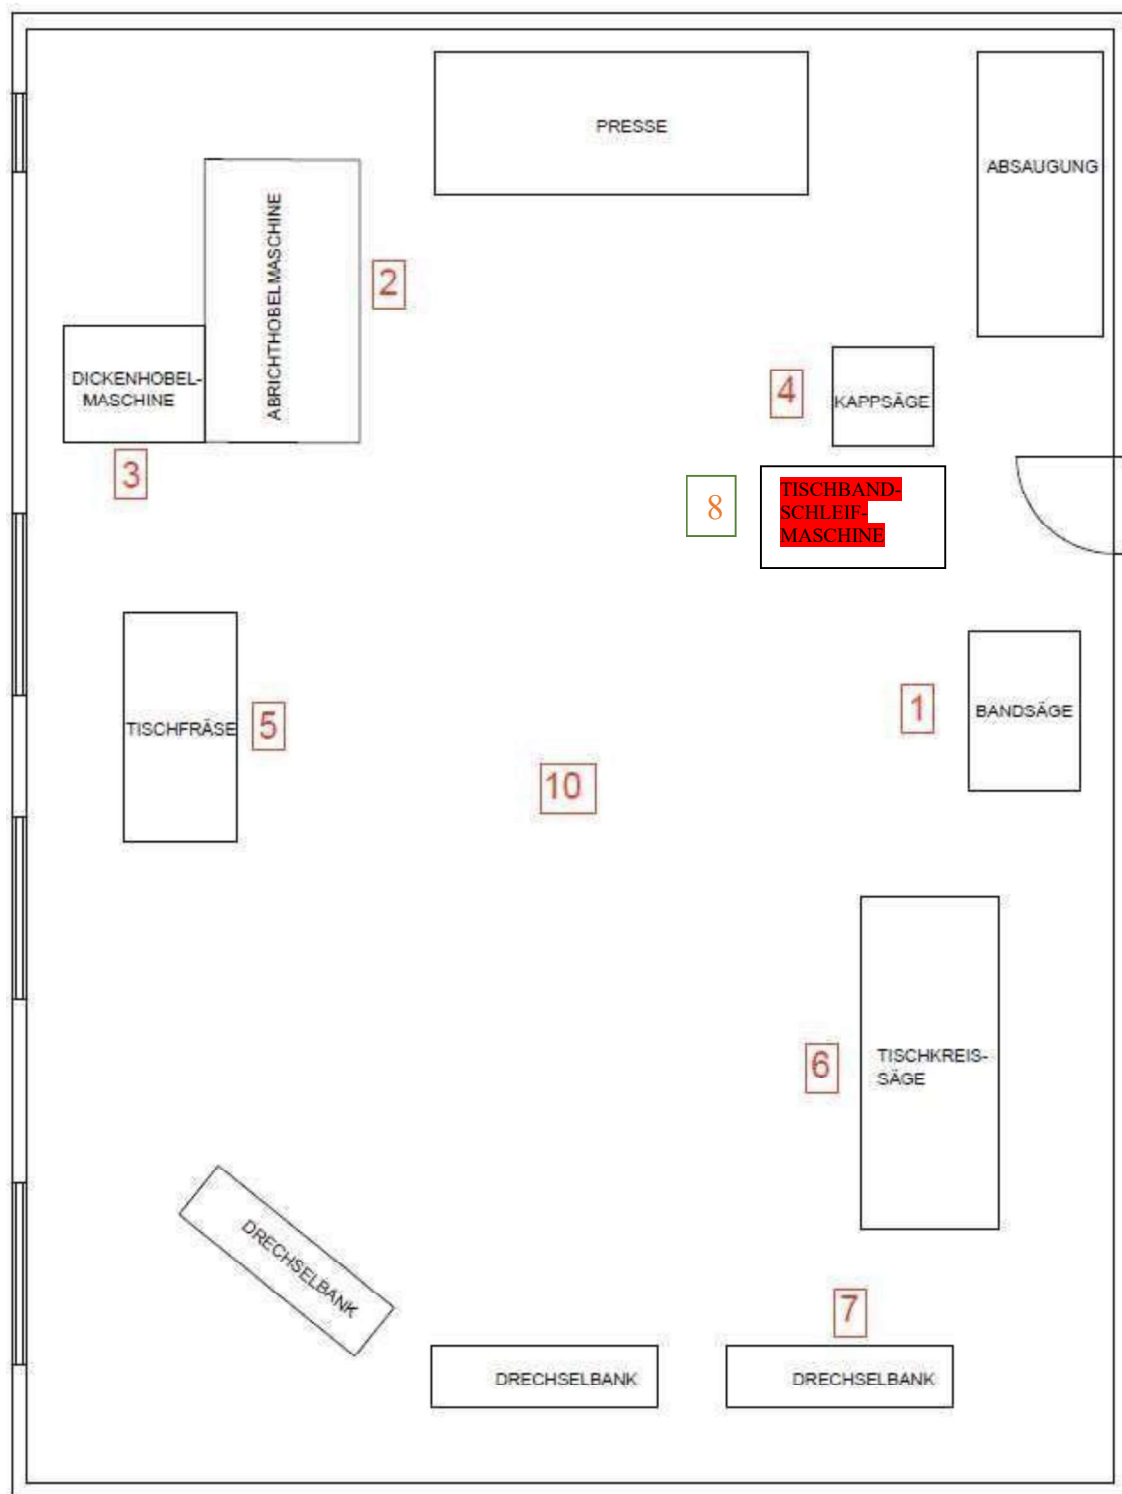 PRESSE
ABSAUGUNG
ABRICHTHOBELMASCHINE
2
DICKENHOBEL-
MASCHINE
3
4
KAPPSÄGE
8
TISCHBAND-
SCHLEIF-
MASCHINE
TISCHFRÄSE
5
1
BANDSÄGE
10
6
TISCHKREIS-
SÄGE
DRECHSELBANK
7
DRECHSELBANK
DRECHSELBANK